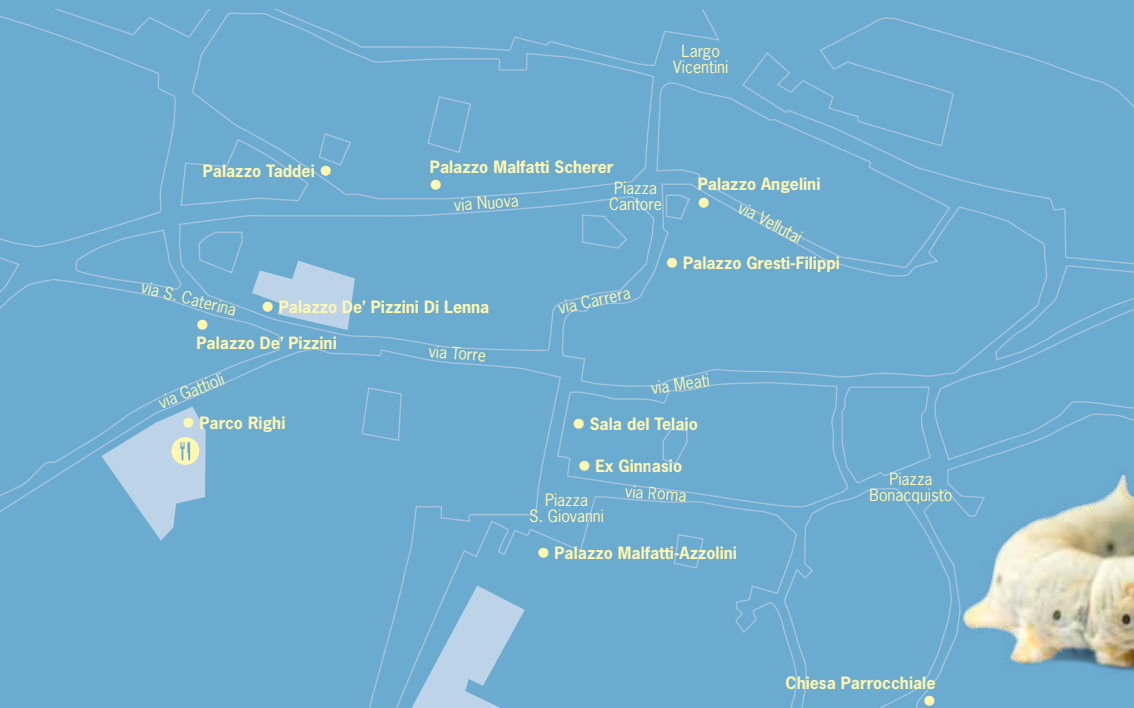 Largo
Vicentini
Palazzo Malfatti Scherer
Palazzo Taddei
Palazzo Angelini
Piazza
Cantore
via Nuova
via Vellutai
Palazzo Gresti-Filippi
via S. Caterina
via Carrera
Palazzo De' Pizzini Di Lenna
Palazzo De' Pizzini
via Torre
via Gattioli
via Meati
Parco Righi
Sala del Telaio
Ex Ginnasio
Piazza
Bonacquisto
via Roma
Piazza
S. Giovanni
Palazzo Malfatti-Azzolini
Chiesa Parrocchiale